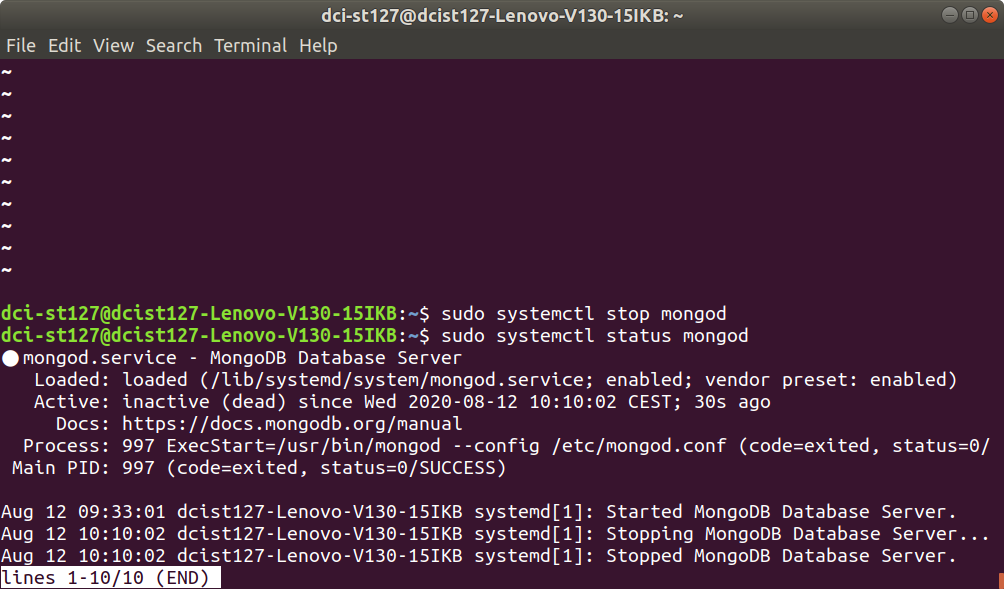 dci-st127@dcist127-Lenovo-V130-15IKB: ~
File Edit View Search Terminal Help
~
~
~
~
~
~
~
~
~
~
dci-st127@dcist127-Lenovo-V130-15IKB:~$ sudo systemctl stop mongod
dci-st127@dcist127-Lenovo-V130-15IKB:~$ sudo systemctl status mongod
● mongod.service - MongoDB Database Server
   Loaded: loaded (/lib/systemd/system/mongod.service; enabled; vendor preset: enabled)
   Active: inactive (dead) since Wed 2020-08-12 10:10:02 CEST; 30s ago
     Docs: https://docs.mongodb.org/manual
  Process: 997 ExecStart=/usr/bin/mongod --config /etc/mongod.conf (code=exited, status=0/
 Main PID: 997 (code=exited, status=0/SUCCESS)

Aug 12 09:33:01 dcist127-Lenovo-V130-15IKB systemd[1]: Started MongoDB Database Server.
Aug 12 10:10:02 dcist127-Lenovo-V130-15IKB systemd[1]: Stopping MongoDB Database Server...
Aug 12 10:10:02 dcist127-Lenovo-V130-15IKB systemd[1]: Stopped MongoDB Database Server.
lines 1-10/10 (END)